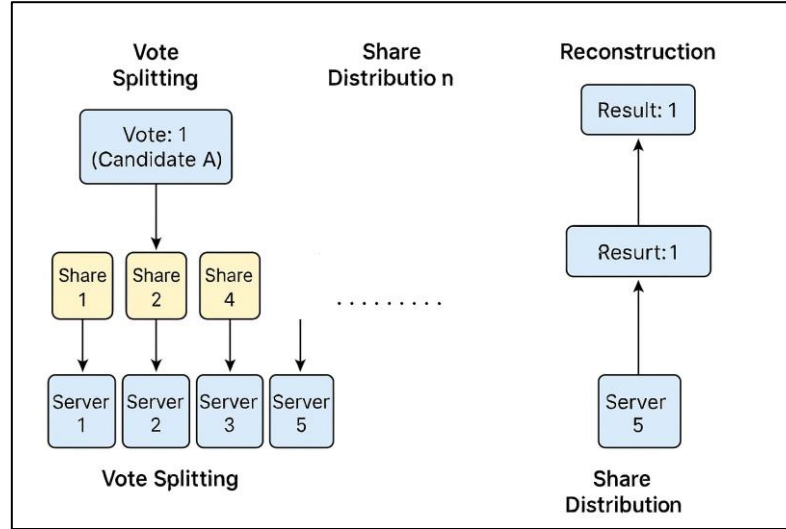 Vote
Splitting
Share
Distributio n
Reconstruction
Vote: 1
(Candidate A)
Result: 1
Share
1
Share
2
Share
4
Resurt: 1
.........
Server
1
Server
2
Server
3
Server
5
Server
5
Vote Splitting
Share
Distribution